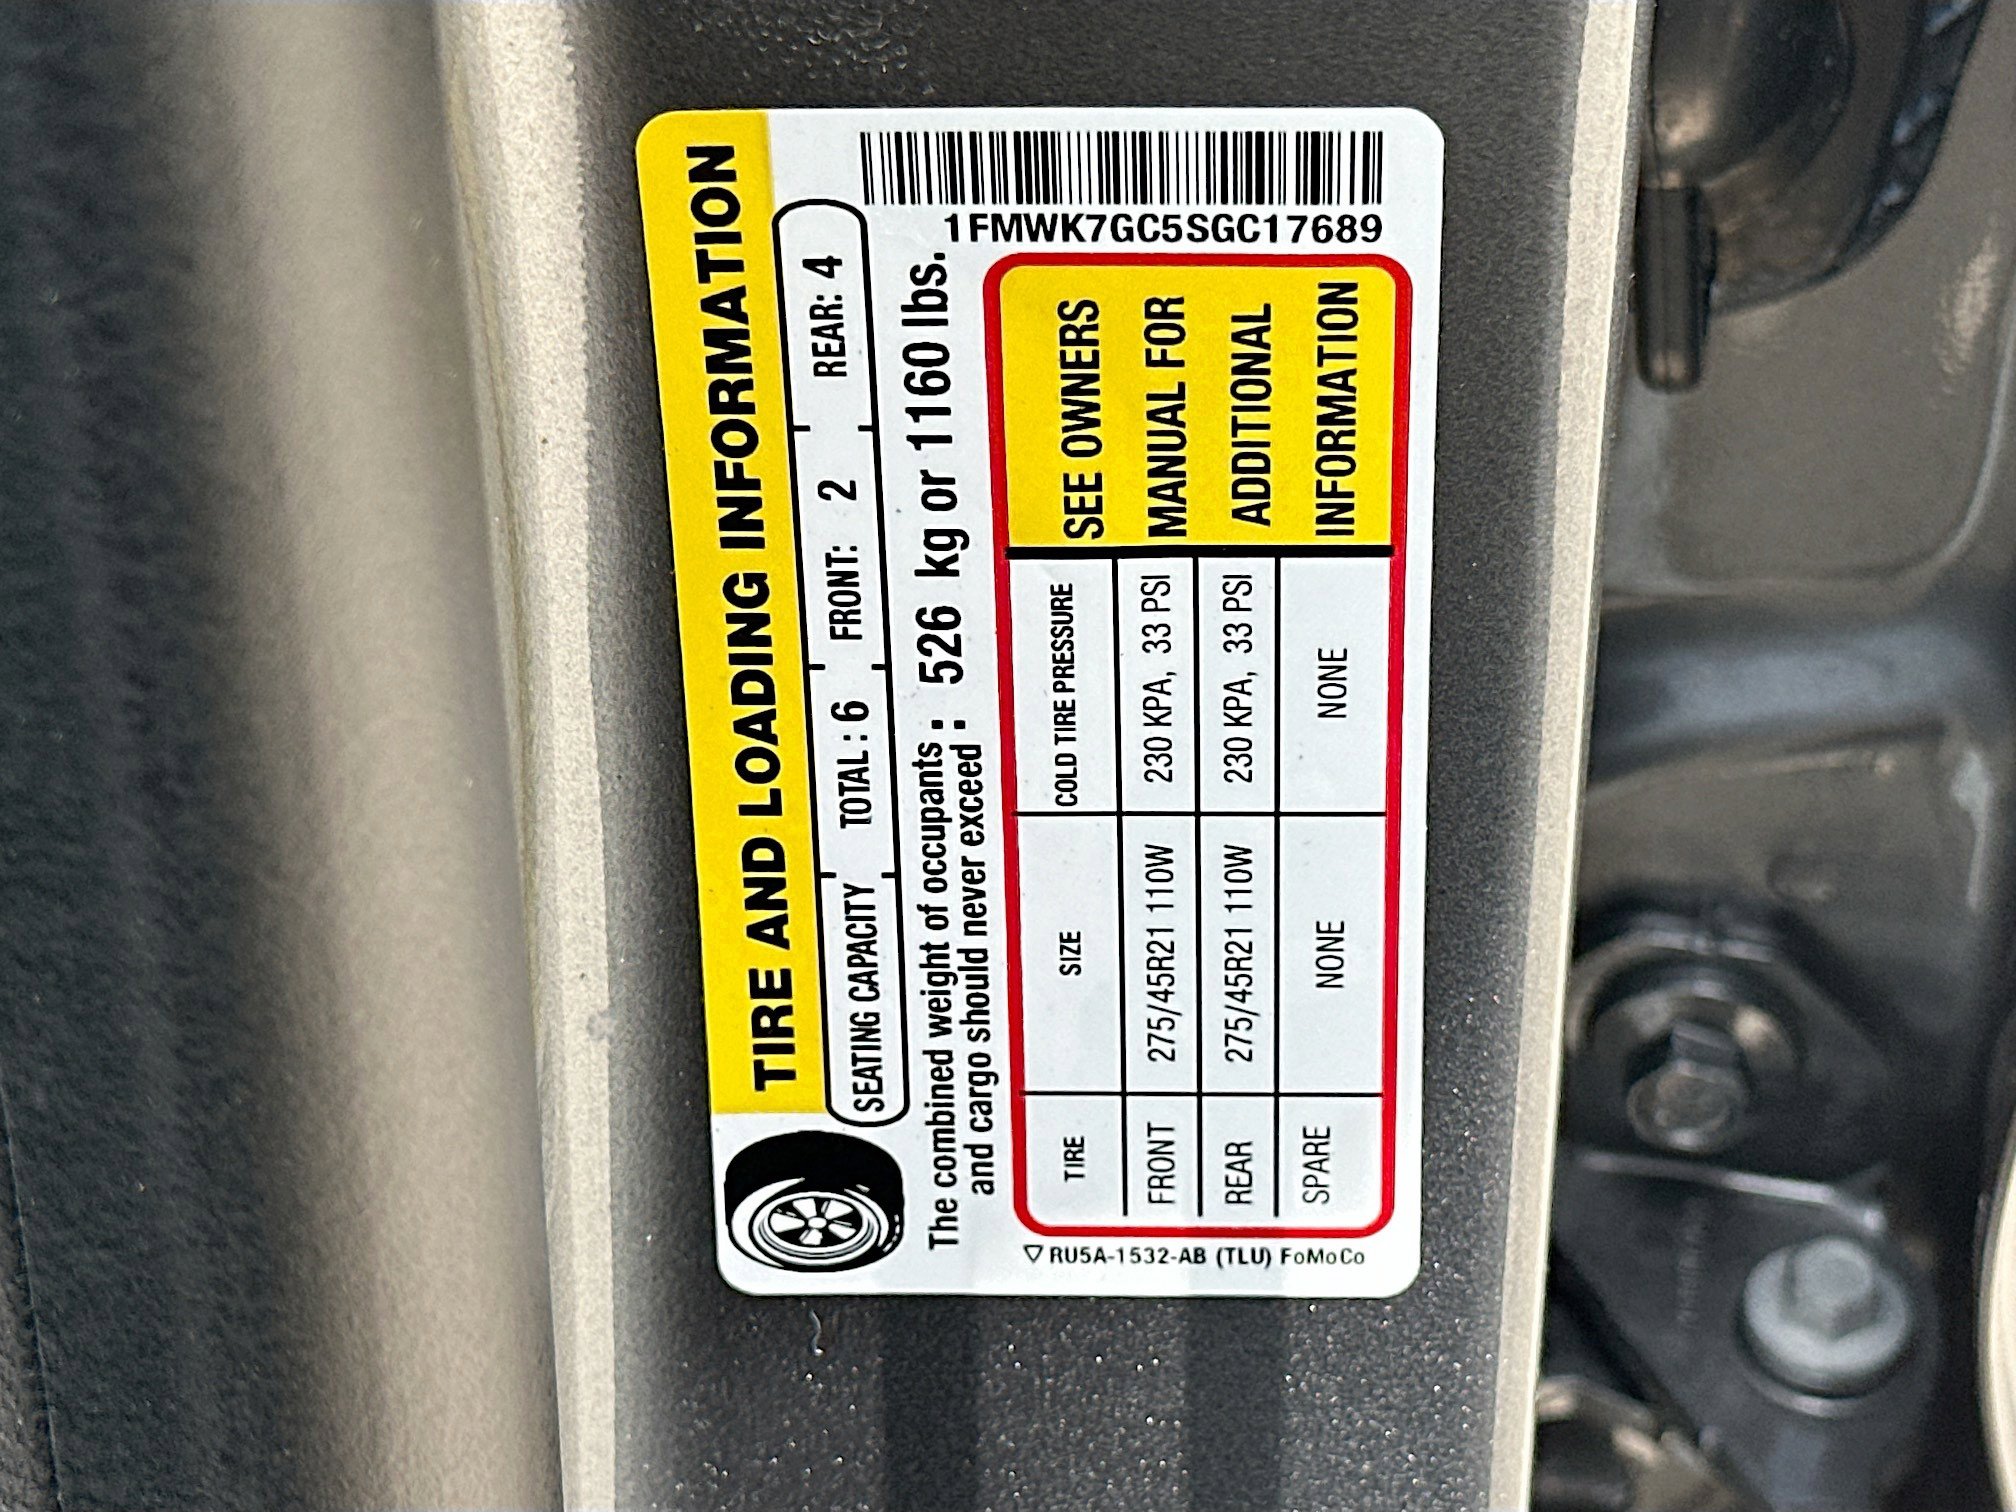 TIRE AND LOADING INFORMATION
SEATING CAPACITY TOTAL : 6 FRONT: 2 REAR: 4
The combined weight of occupants : 526 kg or 1160 lbs.
and cargo should never exceed :
1FMWK7GC5SGC17689
TIRE SIZE COLD TIRE PRESSURE
FRONT 275/45R21 110W 230 KPA, 33 PSI
REAR 275/45R21 110W 230 KPA, 33 PSI
SPARE NONE NONE
SEE OWNERS
MANUAL FOR
ADDITIONAL
INFORMATION
RU5A-1532-AB (TLU) FoMoCo